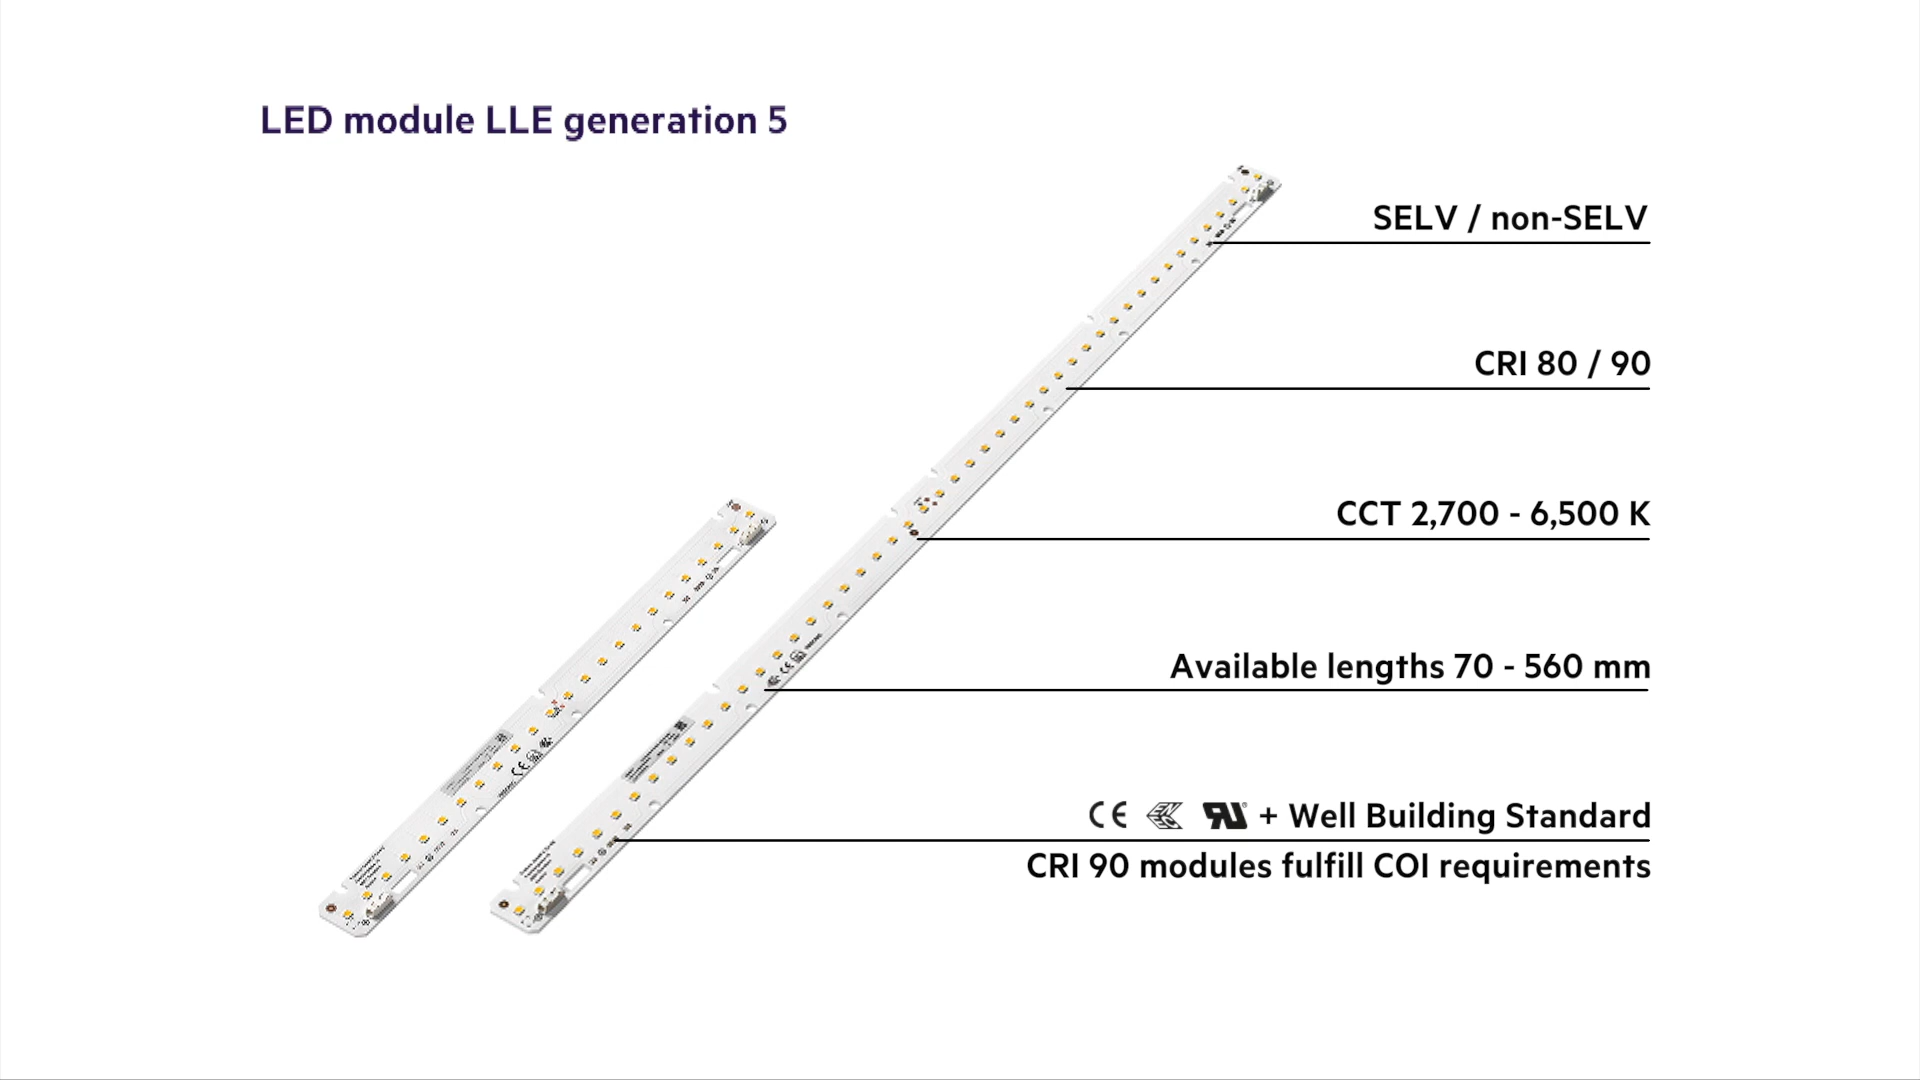 LED module LLE generation 5
SELV / non-SELV
CRI 80 / 90
CCT 2,700 - 6,500 K
Available lengths 70 - 560 mm
CE + Well Building Standard
CRI 90 modules fulfill COI requirements